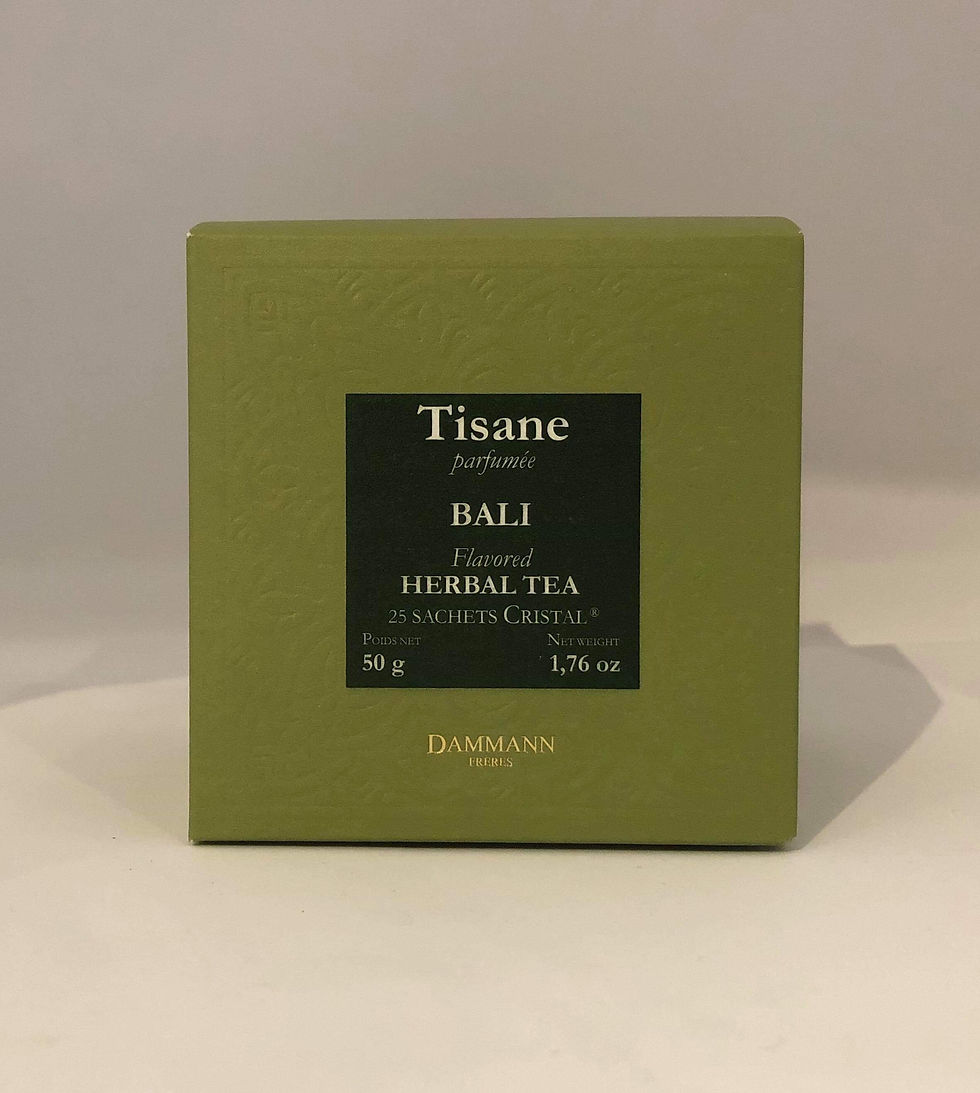 Tisane
parfumée
BALI
Flavored
HERBAL TEA
25 SACHETS CRISTAL®
POIDS NET NET WEIGHT
50 g 1,76 oz
DAMMANN
FRÈRES